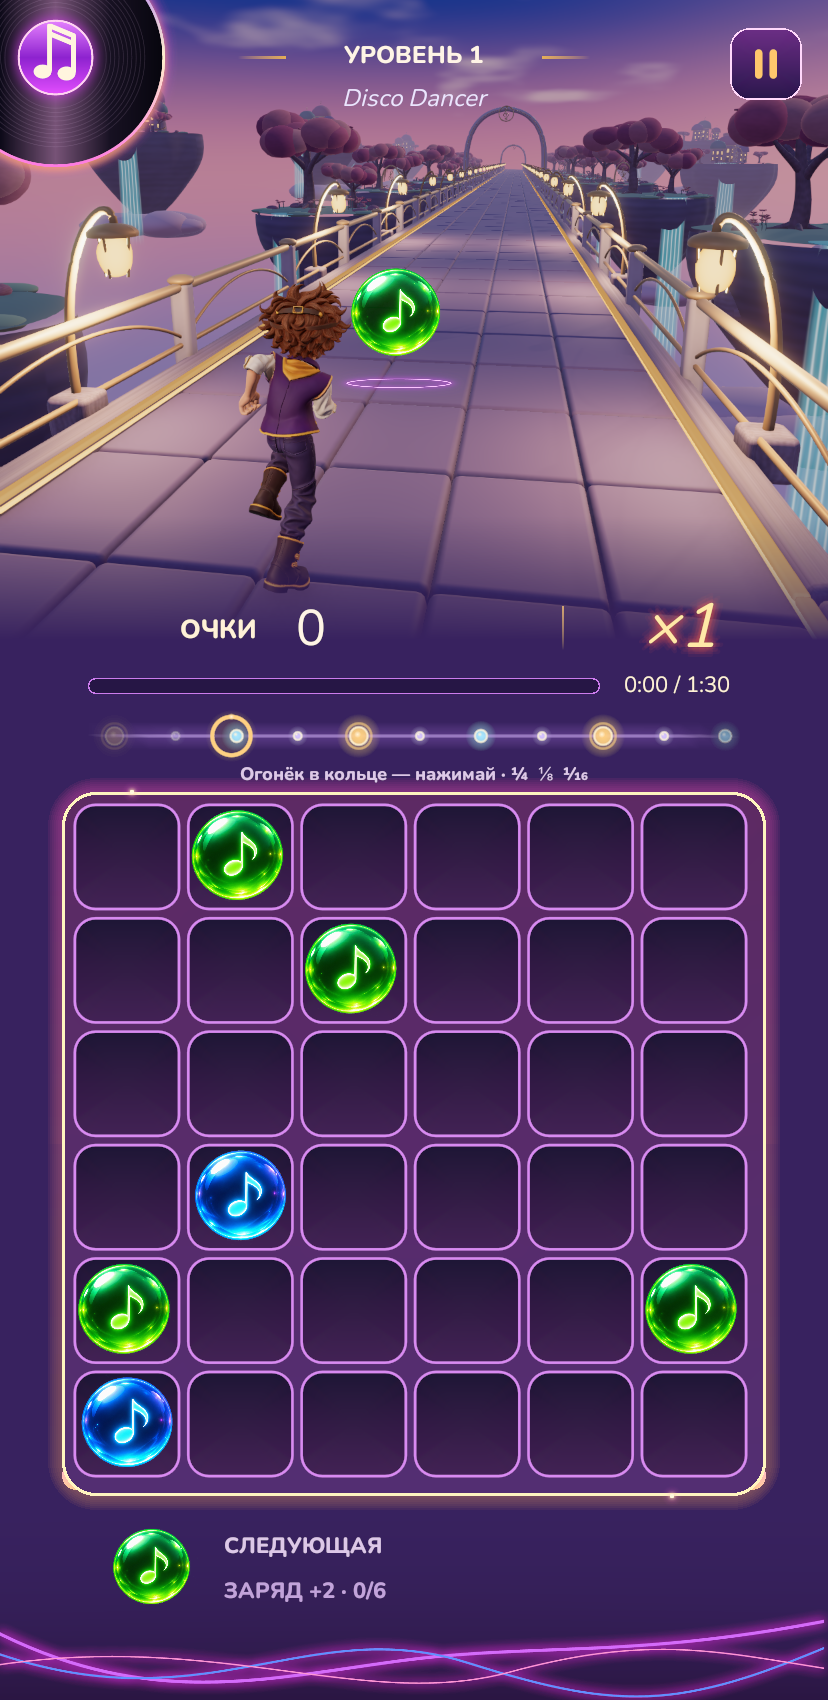 УРОВЕНЬ 1
Disco Dancer
ОЧКИ 0
×1
0:00 / 1:30
Огонёк в кольце — нажимай · ¼ ⅛ ¹⁄₁₆
СЛЕДУЮЩАЯ
ЗАРЯД +2 · 0/6